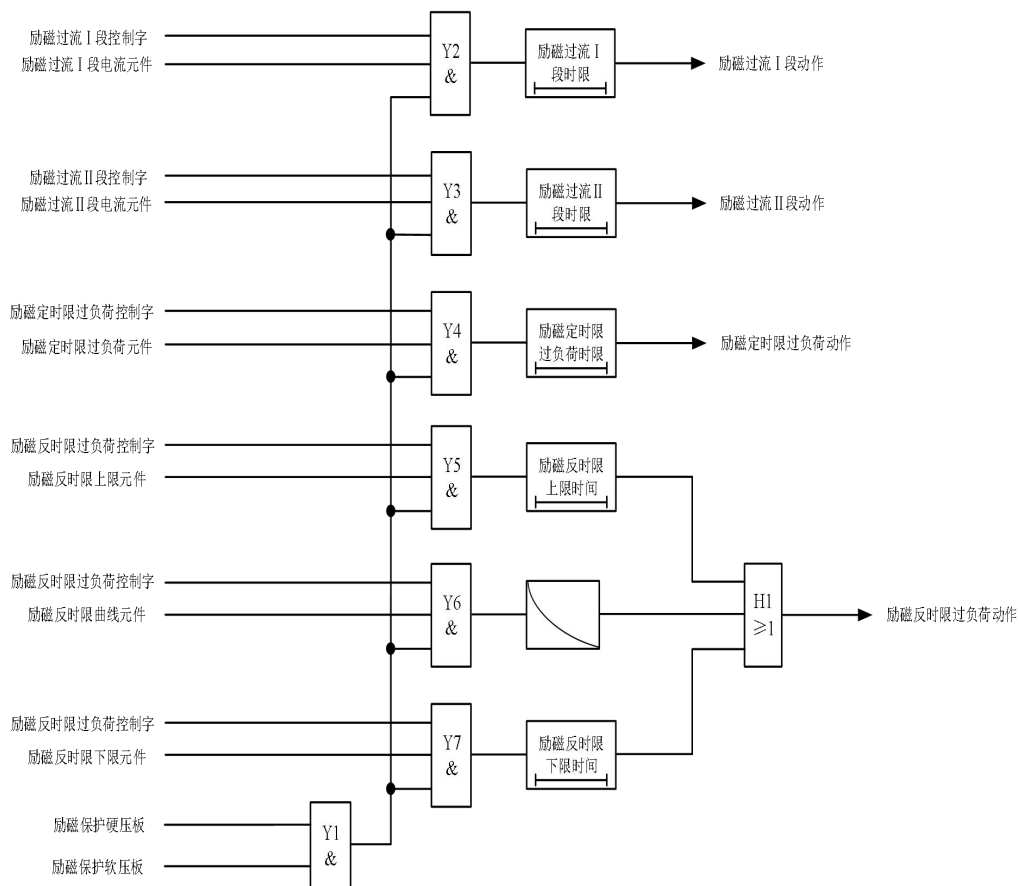 励磁过流Ⅰ段控制字
励磁过流Ⅰ段电流元件
Y2
&
励磁过流Ⅰ
段时限
励磁过流Ⅰ段动作
励磁过流Ⅱ段控制字
励磁过流Ⅱ段电流元件
Y3
&
励磁过流Ⅱ
段时限
励磁过流Ⅱ段动作
励磁定时限过负荷控制字
励磁定时限过负荷元件
Y4
&
励磁定时限
过负荷时限
励磁定时限过负荷动作
励磁反时限过负荷控制字
励磁反时限上限元件
Y5
&
励磁反时限
上限时间
励磁反时限过负荷控制字
励磁反时限曲线元件
Y6
&
H1
≥1
励磁反时限过负荷动作
励磁反时限过负荷控制字
励磁反时限下限元件
Y7
&
励磁反时限
下限时间
励磁保护硬压板
励磁保护软压板
Y1
&